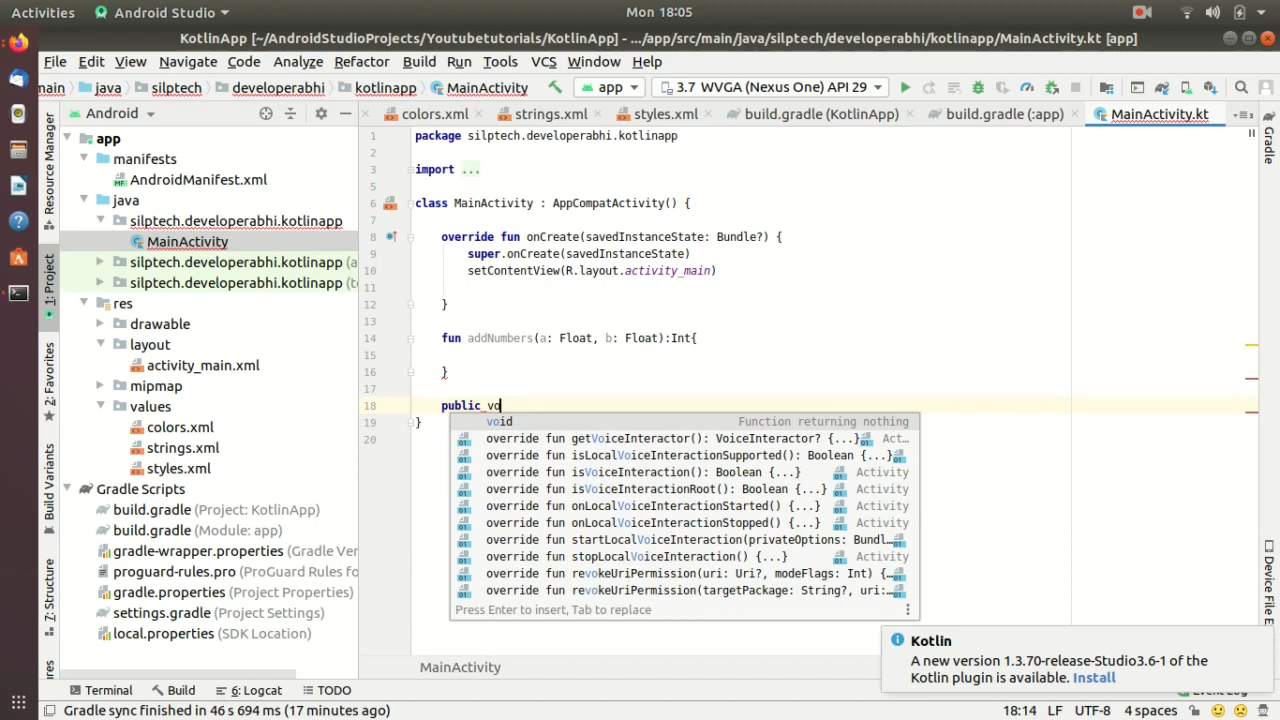 Activities Android Studio Mon 18:05
KotlinApp [~/AndroidStudioProjects/Youtubetutorials/KotlinApp] - .../app/src/main/java/silptech/developerabhi/kotlinapp/MainActivity.kt [app]
File Edit View Navigate Code Analyze Refactor Build Run Tools VCS Window Help
main java silptech developerabhi kotlinapp MainActivity app 3.7 WVGA (Nexus One) API 29
Android colors.xml strings.xml styles.xml build.gradle (KotlinApp) build.gradle (:app) MainActivity.kt
Resource Manager
1: Project
2: Favorites
Build Variants
7: Structure
Gradle
Device File E
app
manifests
AndroidManifest.xml
java
silptech.developerabhi.kotlinapp
MainActivity
silptech.developerabhi.kotlinapp (a
silptech.developerabhi.kotlinapp (te
res
drawable
layout
activity_main.xml
mipmap
values
colors.xml
strings.xml
styles.xml
Gradle Scripts
build.gradle (Project: KotlinApp)
build.gradle (Module: app)
gradle-wrapper.properties (Gradle Ver
proguard-rules.pro (ProGuard Rules fo
gradle.properties (Project Properties)
settings.gradle (Project Settings)
local.properties (SDK Location)
1 package silptech.developerabhi.kotlinapp
2
3 import ...
5
6 class MainActivity : AppCompatActivity() {
7
8 override fun onCreate(savedInstanceState: Bundle?) {
9 super.onCreate(savedInstanceState)
10 setContentView(R.layout.activity_main)
11
12 }
13
14 fun addNumbers(a: Float, b: Float):Int{
15
16 }
17
18 public vo
19 }
20
void Function returning nothing
override fun getVoiceInteractor(): VoiceInteractor? {...} Act...
override fun isLocalVoiceInteractionSupported(): Boolean {...}
override fun isVoiceInteraction(): Boolean {...} Activity
override fun isVoiceInteractionRoot(): Boolean {...} Activity
override fun onLocalVoiceInteractionStarted() {...} Activity
override fun onLocalVoiceInteractionStopped() {...} Activity
override fun startLocalVoiceInteraction(privateOptions: Bundl...
override fun stopLocalVoiceInteraction() {...} Activity
override fun revokeUriPermission(uri: Uri?, modeFlags: Int) {...
override fun revokeUriPermission(targetPackage: String?, uri:...
Press Enter to insert, Tab to replace
Kotlin
A new version 1.3.70-release-Studio3.6-1 of the
Kotlin plugin is available. Install
MainActivity
Terminal Build 6: Logcat TODO Event Log
Gradle sync finished in 46 s 694 ms (17 minutes ago) 18:14 LF UTF-8 4 spaces